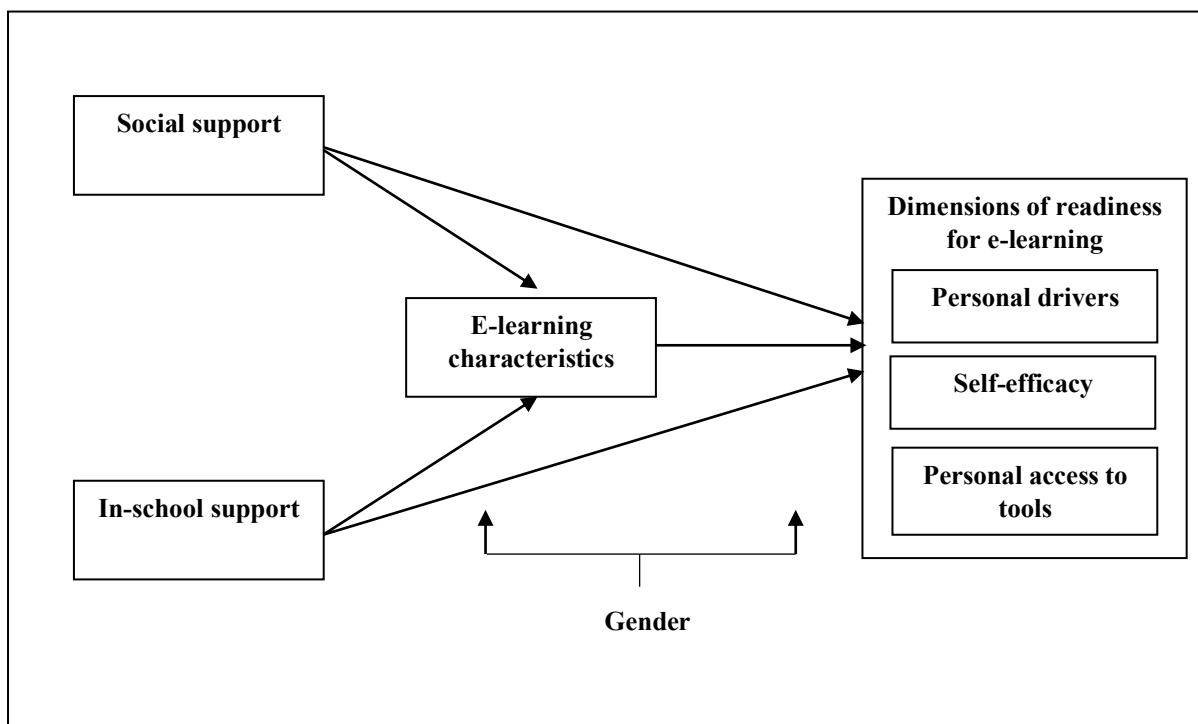 Social support
Dimensions of readiness
for e-learning
Personal drivers
E-learning
characteristics
Self-efficacy
Personal access to
tools
In-school support
Gender